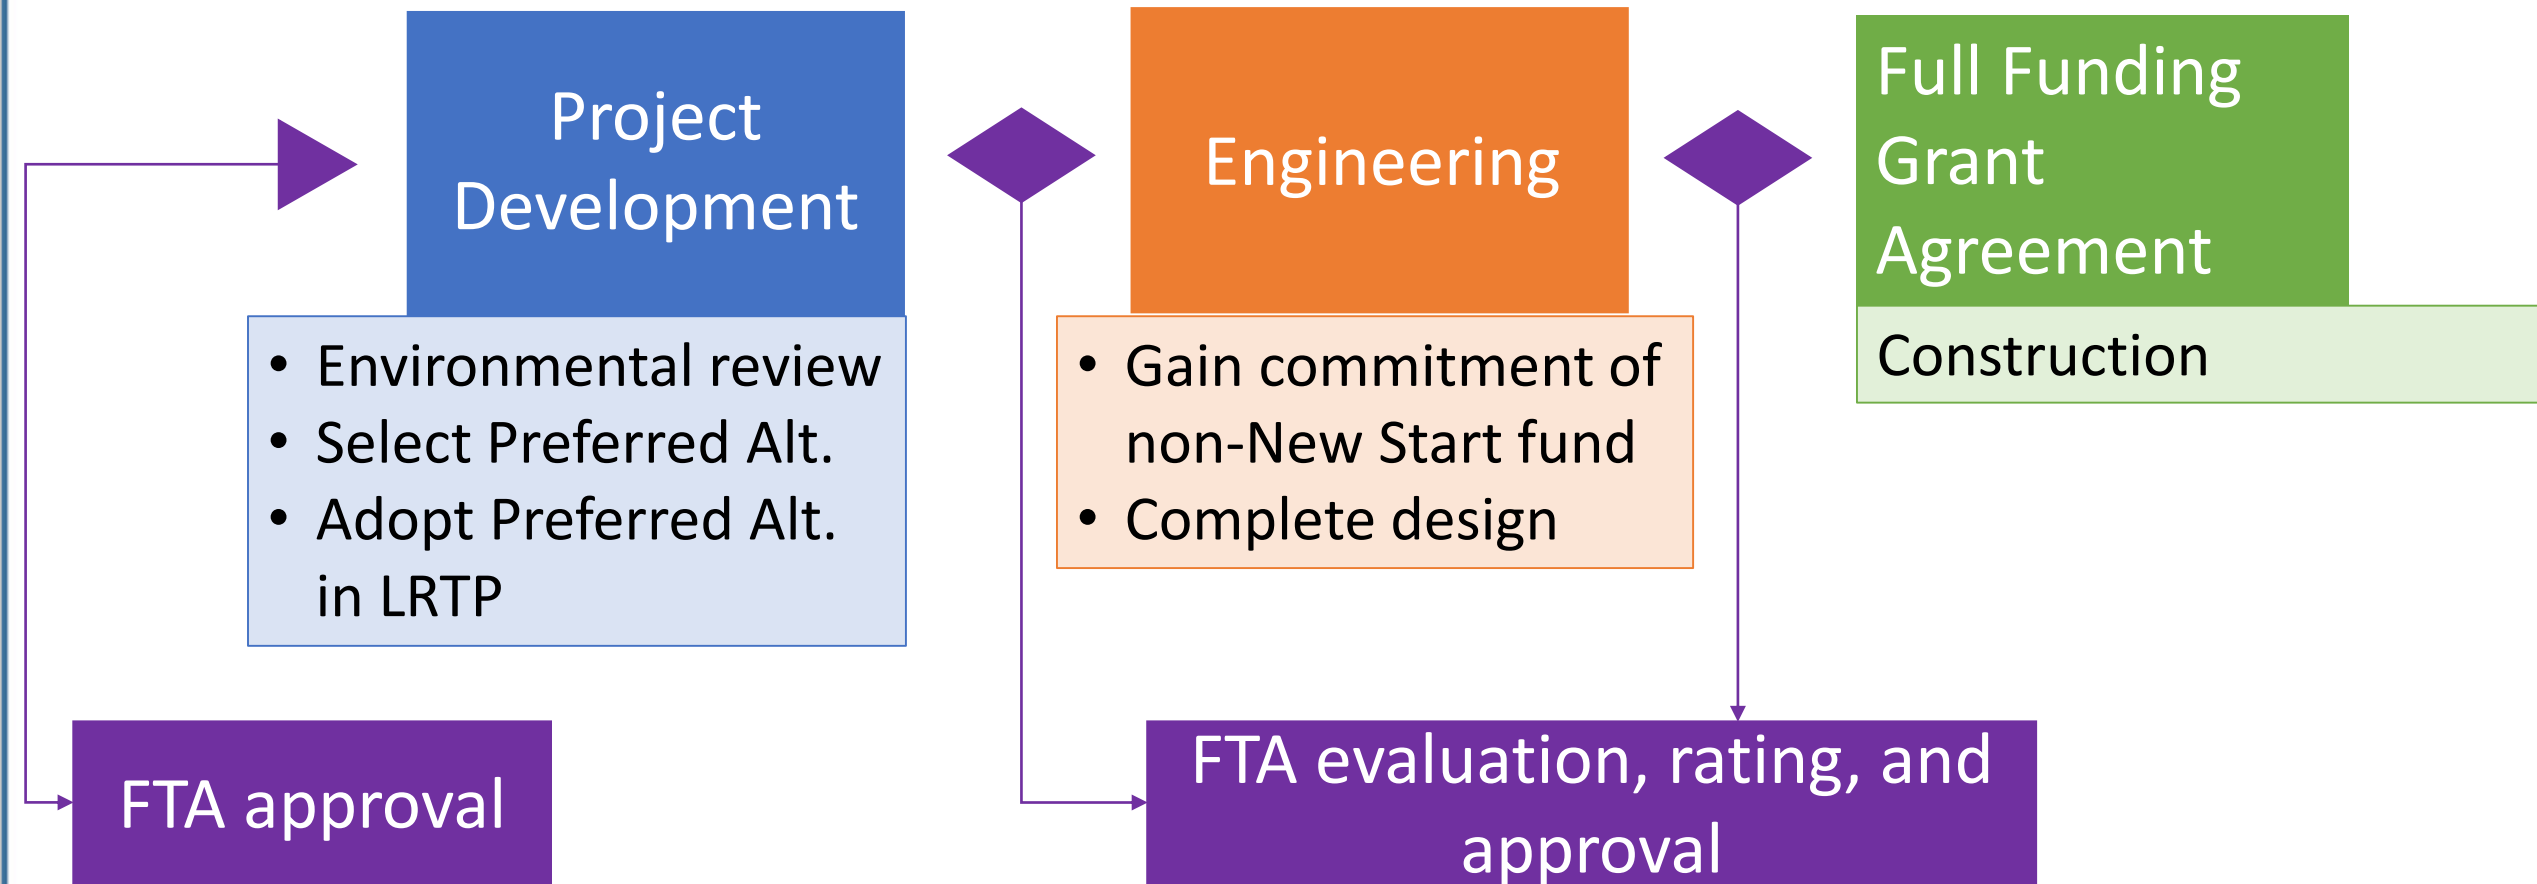 Project
Development
Engineering
Full Funding
Grant
Agreement
• Environmental review
• Select Preferred Alt.
• Adopt Preferred Alt.
in LRTP
• Gain commitment of
non-New Start fund
• Complete design
Construction
FTA approval
FTA evaluation, rating, and
approval